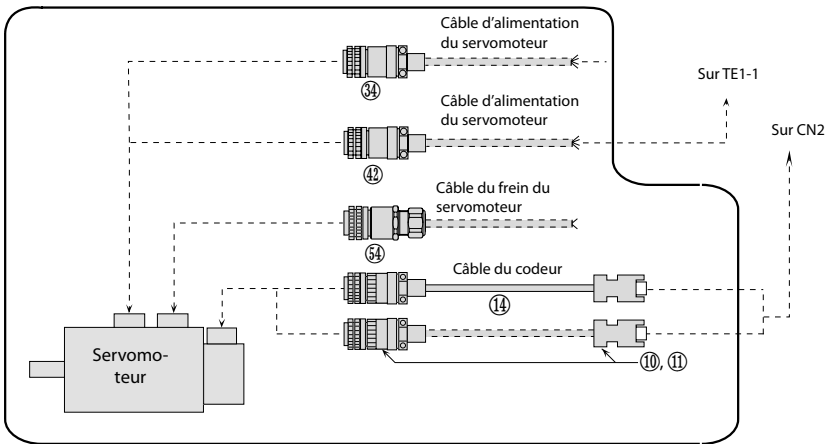 Câble d'alimentation
du servomoteur
㉞
Sur TE1-1
Câble d'alimentation
du servomoteur
㊷
Sur CN2
Câble du frein du
servomoteur
54
Câble du codeur
⑭
Servomo-
teur
⑩, ⑪